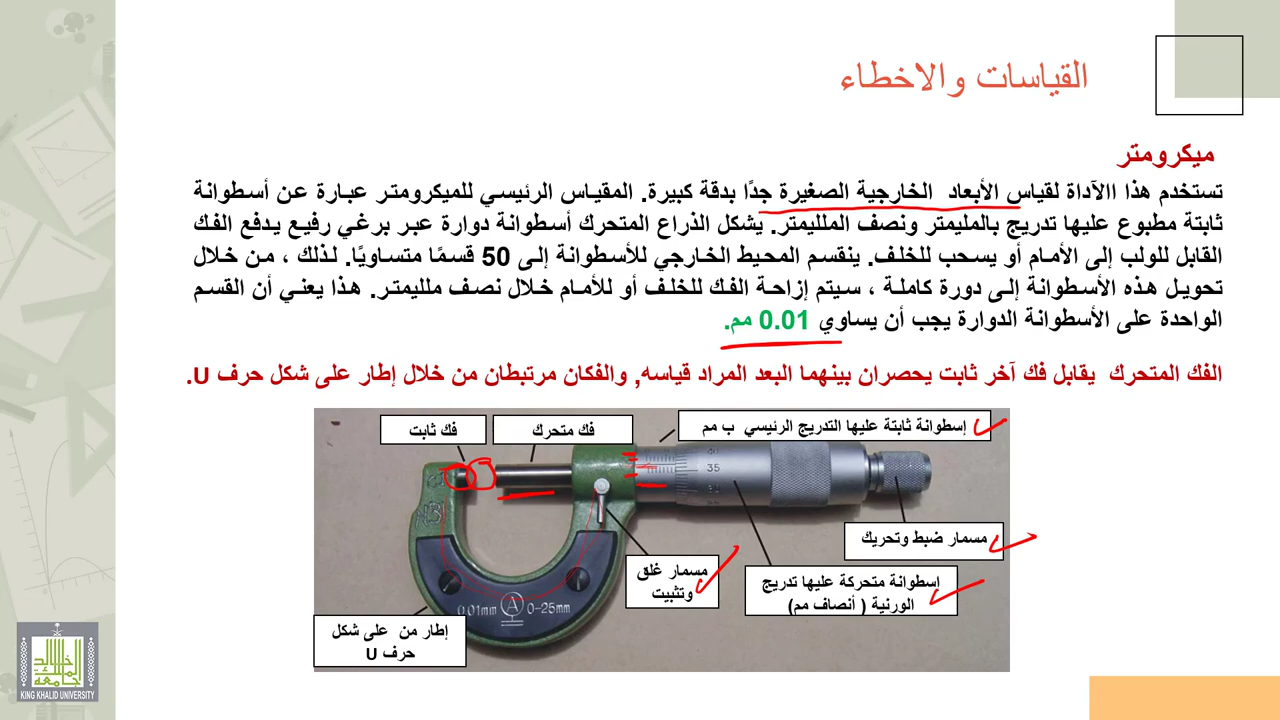 القياسات والاخطاء
ميكرومتر
تستخدم هذا الآداة لقياس الأبعاد الخارجية الصغيرة جدًا بدقة كبيرة. المقياس الرئيسي للميكرومتر عبارة عن أسطوانة
ثابتة مطبوع عليها تدريج بالمليمتر ونصف الملليمتر. يشكل الذراع المتحرك أسطوانة دوارة عبر برغي رفيع يدفع الفك
القابل للولب إلى الأمام أو يسحب للخلف. ينقسم المحيط الخارجي للأسطوانة إلى 50 قسمًا متساويًا. لذلك ، من خلال
تحويل هذه الأسطوانة إلى دورة كاملة ، سيتم إزاحة الفك للخلف أو للأمام خلال نصف ملليمتر. هذا يعني أن القسم
الواحدة على الأسطوانة الدوارة يجب أن يساوي 0.01 مم.
الفك المتحرك يقابل فك آخر ثابت يحصران بينهما البعد المراد قياسه, والفكان مرتبطان من خلال إطار على شكل حرف U.
إسطوانة ثابتة عليها التدريج الرئيسي ب مم
فك متحرك
فك ثابت
35
مسمار ضبط وتحريك
مسمار غلق
وتثبيت
إسطوانة متحركة عليها تدريج
الورنية ( أنصاف مم)
0.01mm A 0-25mm
إطار من على شكل
حرف U
KING KHALID UNIVERSITY